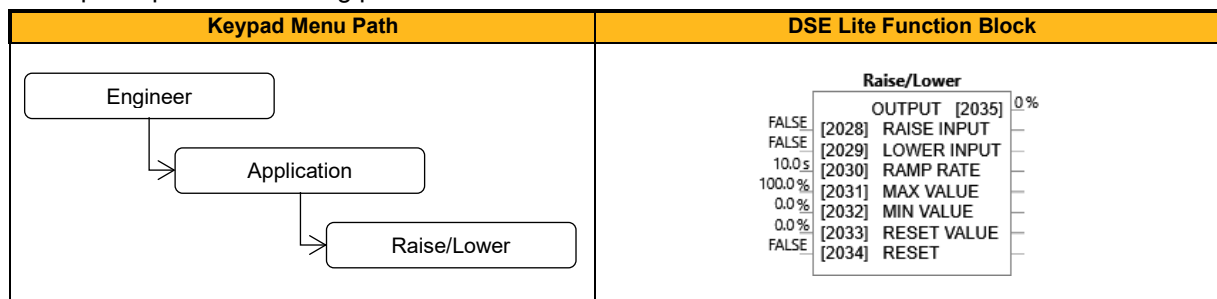 Keypad Menu Path
DSE Lite Function Block
Engineer
Application
Raise/Lower
Raise/Lower
OUTPUT [2035] 0 %
FALSE [2028] RAISE INPUT
FALSE [2029] LOWER INPUT
10.0 s [2030] RAMP RATE
100.0 % [2031] MAX VALUE
0.0 % [2032] MIN VALUE
0.0 % [2033] RESET VALUE
FALSE [2034] RESET